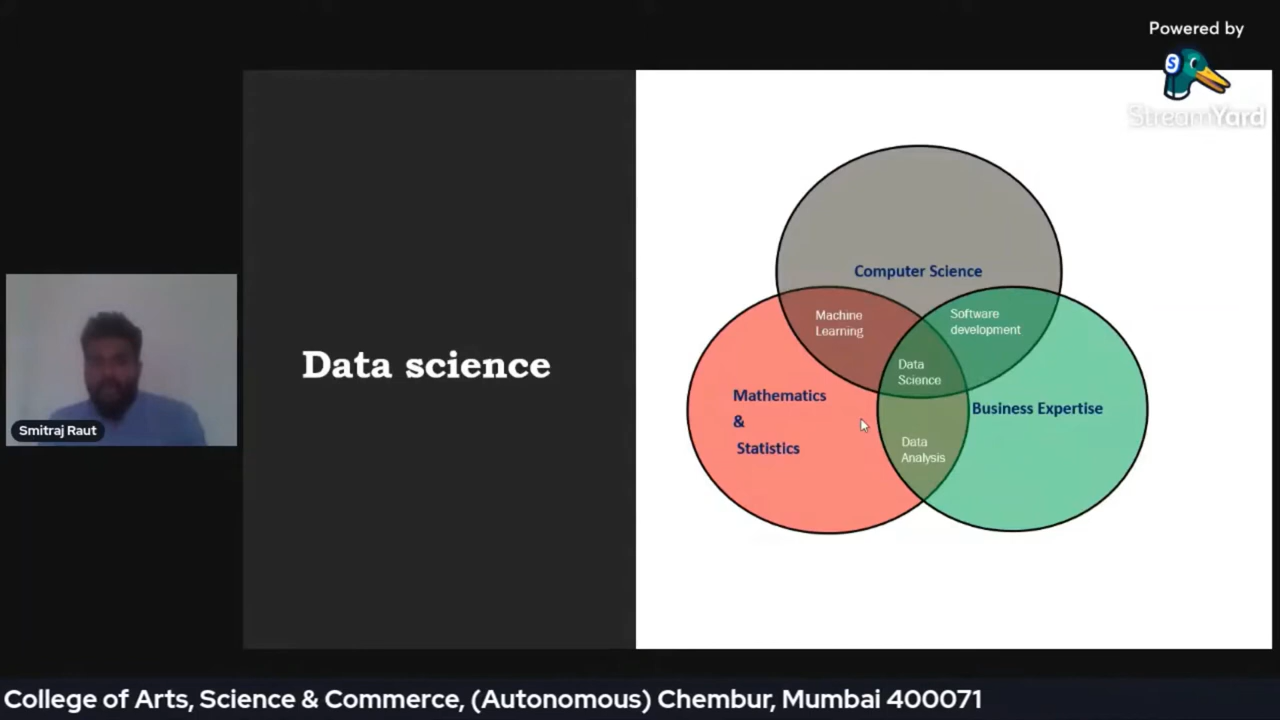 Powered by
StreamYard
Computer Science
Machine
Learning
Software
development
Data
Science
Data science
Mathematics
&
Statistics
Business Expertise
Data
Analysis
Smitraj Raut
College of Arts, Science & Commerce, (Autonomous) Chembur, Mumbai 400071